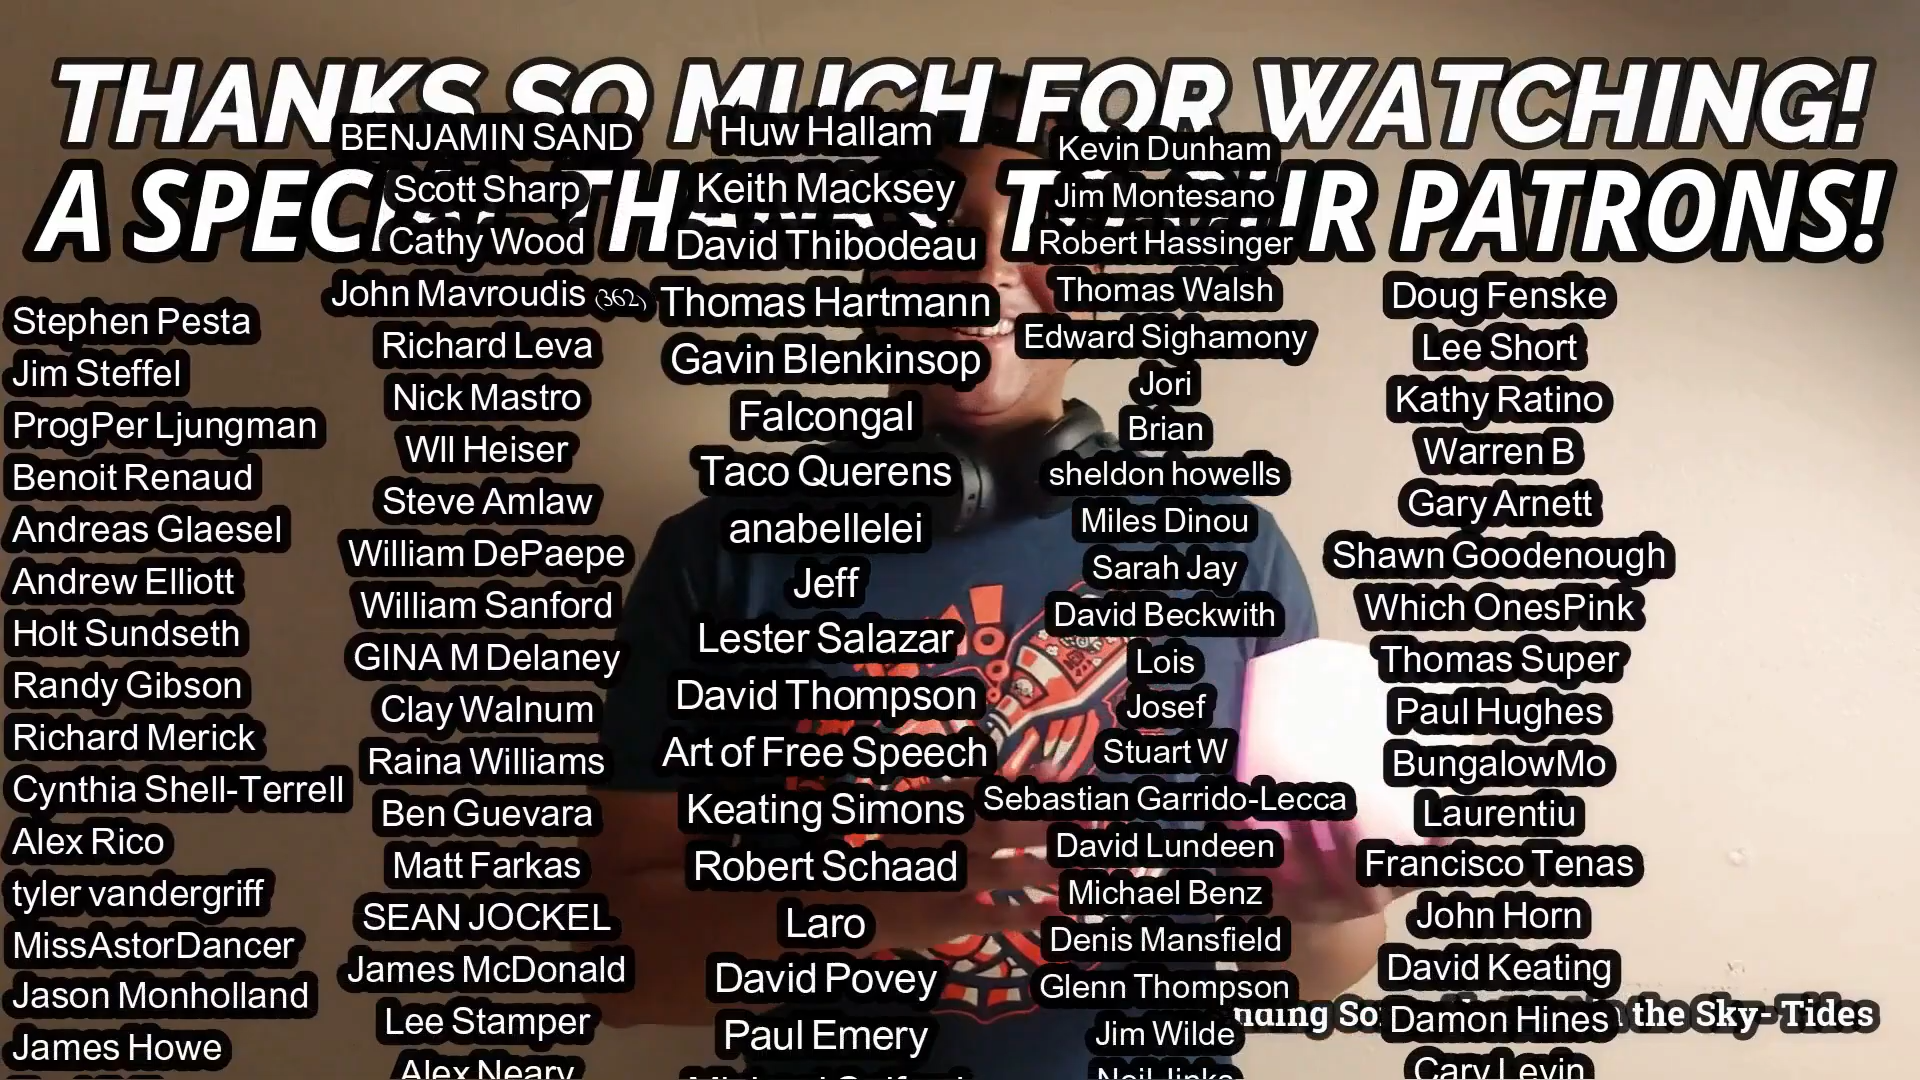 THANKS SO MUCH FOR WATCHING!
A SPECIAL THANKS TO OUR PATRONS!
Stephen Pesta
Jim Steffel
ProgPer Ljungman
Benoit Renaud
Andreas Glaesel
Andrew Elliott
Holt Sundseth
Randy Gibson
Richard Merick
Cynthia Shell-Terrell
Alex Rico
tyler vandergriff
MissAstorDancer
Jason Monholland
James Howe
BENJAMIN SAND
Scott Sharp
Cathy Wood
John Mavroudis (362)
Richard Leva
Nick Mastro
WIl Heiser
Steve Amlaw
William DePaepe
William Sanford
GINA M Delaney
Clay Walnum
Raina Williams
Ben Guevara
Matt Farkas
SEAN JOCKEL
James McDonald
Lee Stamper
Alex Neary
Huw Hallam
Keith Macksey
David Thibodeau
Thomas Hartmann
Gavin Blenkinsop
Falcongal
Taco Querens
anabellelei
Jeff
Lester Salazar
David Thompson
Art of Free Speech
Keating Simons
Robert Schaad
Laro
David Povey
Paul Emery
Kevin Dunham
Jim Montesano
Robert Hassinger
Thomas Walsh
Edward Sighamony
Jori
Brian
sheldon howells
Miles Dinou
Sarah Jay
David Beckwith
Lois
Josef
Stuart W
Sebastian Garrido-Lecca
David Lundeen
Michael Benz
Denis Mansfield
Glenn Thompson
Jim Wilde
Doug Fenske
Lee Short
Kathy Ratino
Warren B
Gary Arnett
Shawn Goodenough
Which OnesPink
Thomas Super
Paul Hughes
BungalowMo
Laurentiu
Francisco Tenas
John Horn
David Keating
Damon Hines
Cary Levin
the Sky- Tides